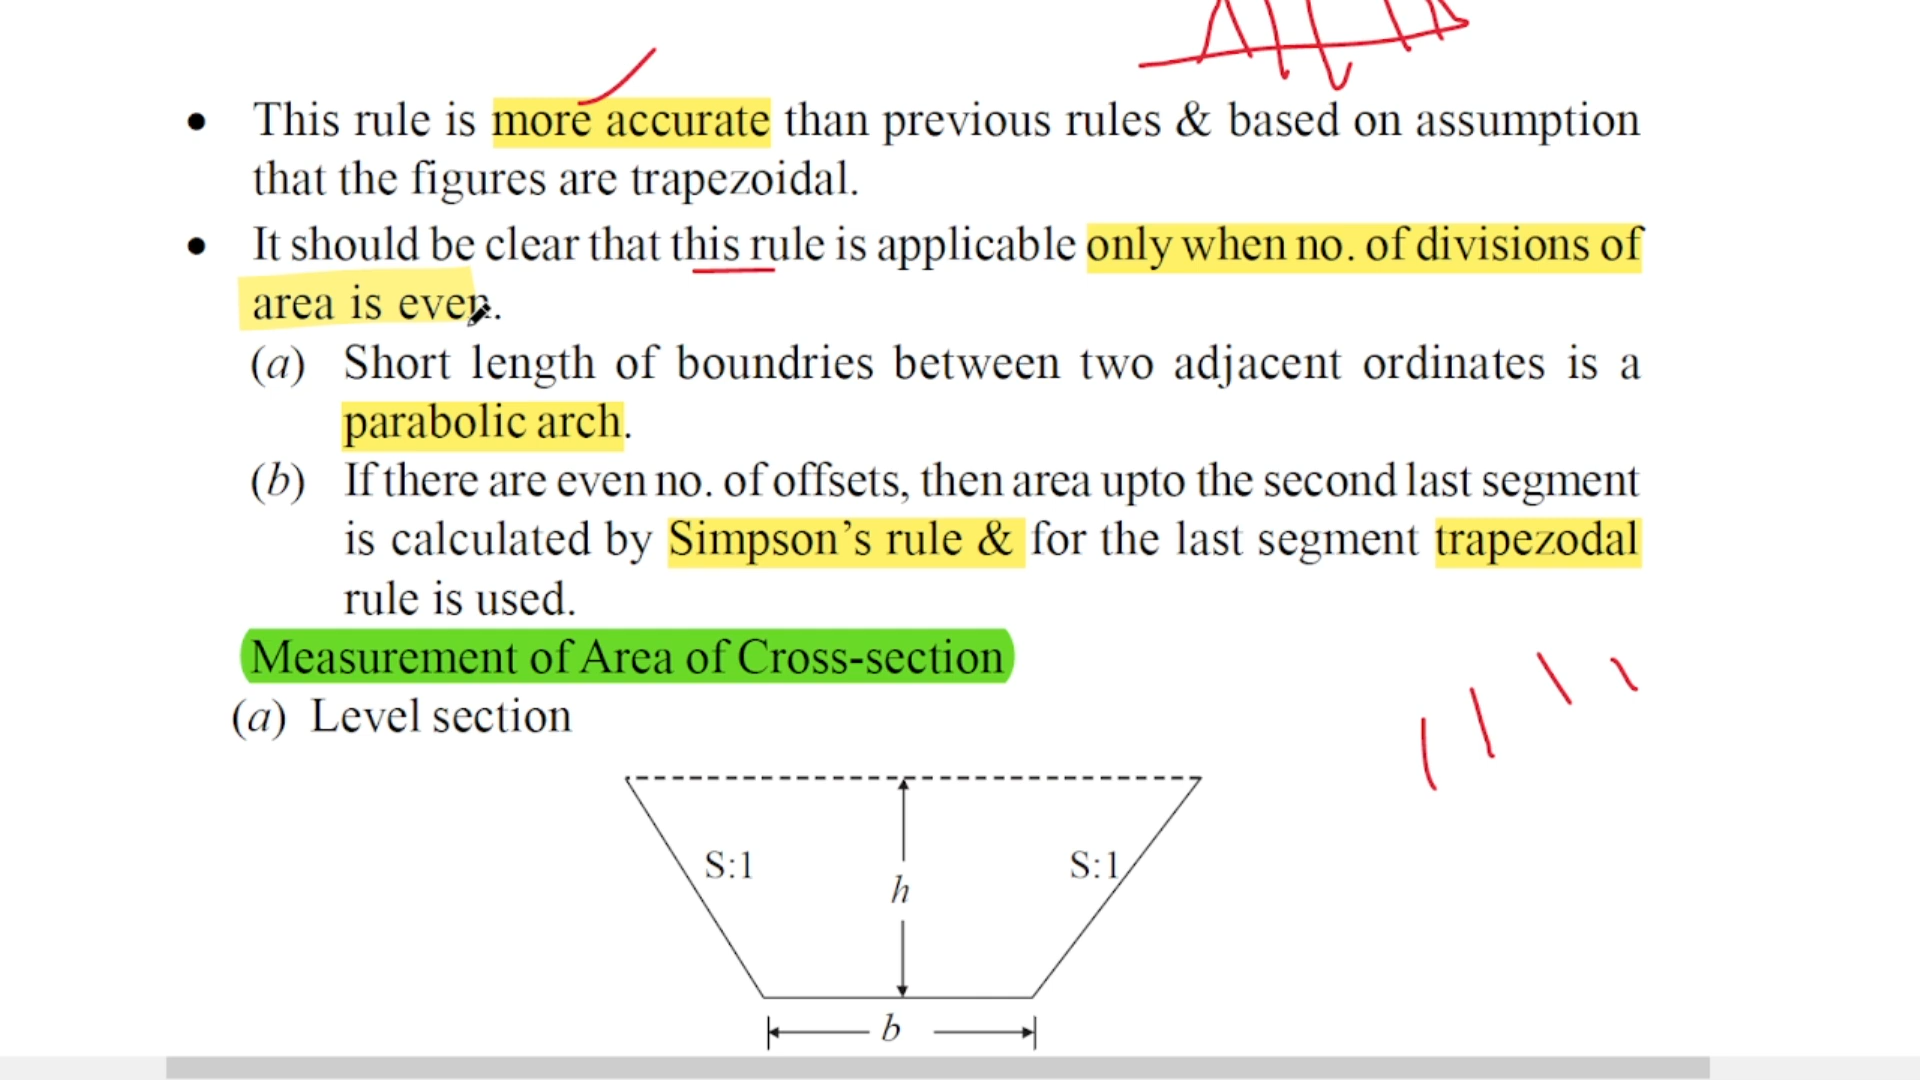 • This rule is more accurate than previous rules & based on assumption
that the figures are trapezoidal.
• It should be clear that this rule is applicable only when no. of divisions of
area is even.
(a) Short length of boundries between two adjacent ordinates is a
parabolic arch.
(b) If there are even no. of offsets, then area upto the second last segment
is calculated by Simpson’s rule & for the last segment trapezodal
rule is used.
Measurement of Area of Cross-section
(a) Level section
S:1
S:1
h
b